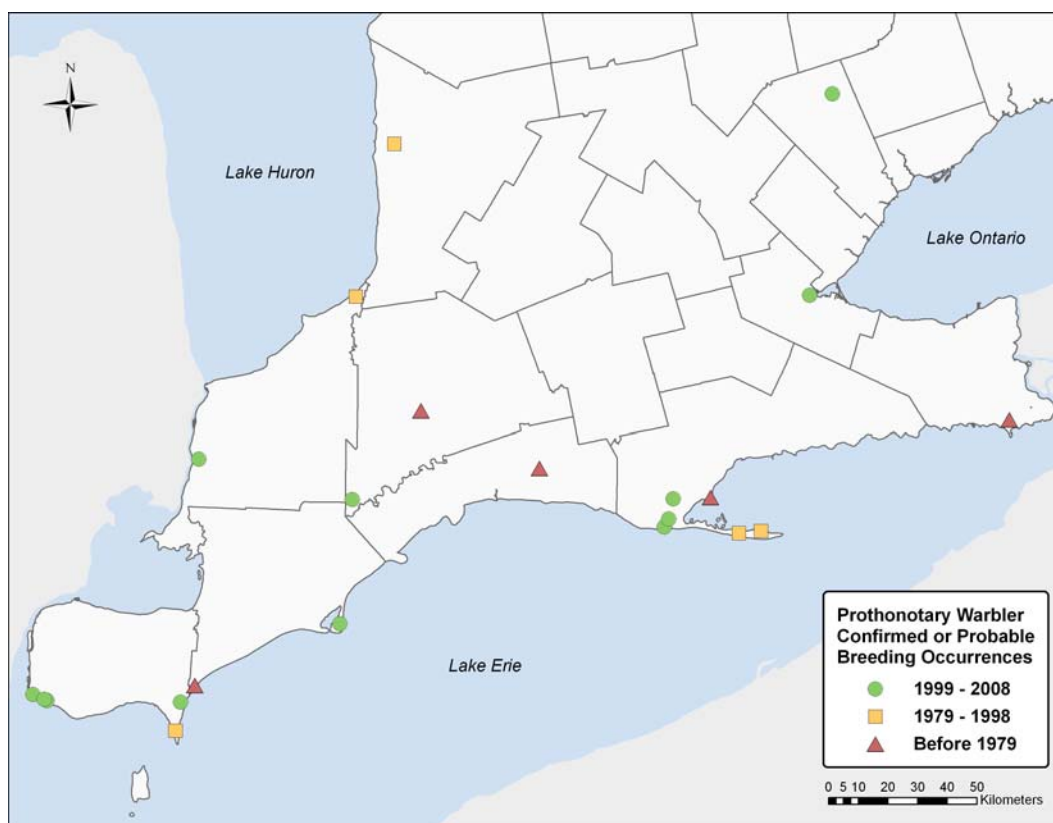 N
Lake Huron
Lake Ontario
Lake Erie
Prothonotary Warbler
Confirmed or Probable
Breeding Occurrences
1999 - 2008
1979 - 1998
Before 1979
0 5 10 20 30 40 50
Kilometers